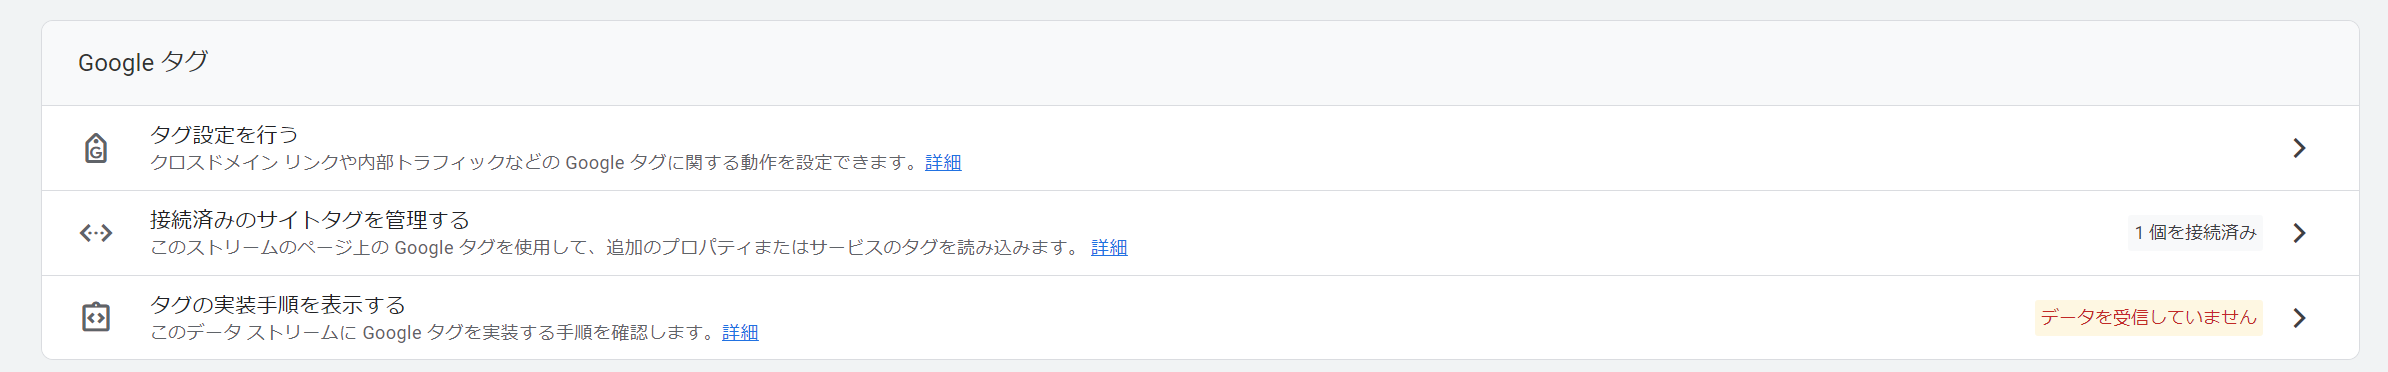 Google タグ
タグ設定を行う
クロスドメイン リンクや内部トラフィックなどの Google タグに関する動作を設定できます。詳細
接続済みのサイトタグを管理する
このストリームのページ上の Google タグを使用して、追加のプロパティまたはサービスのタグを読み込みます。 詳細
1 個を接続済み
タグの実装手順を表示する
このデータ ストリームに Google タグを実装する手順を確認します。詳細
データを受信していません